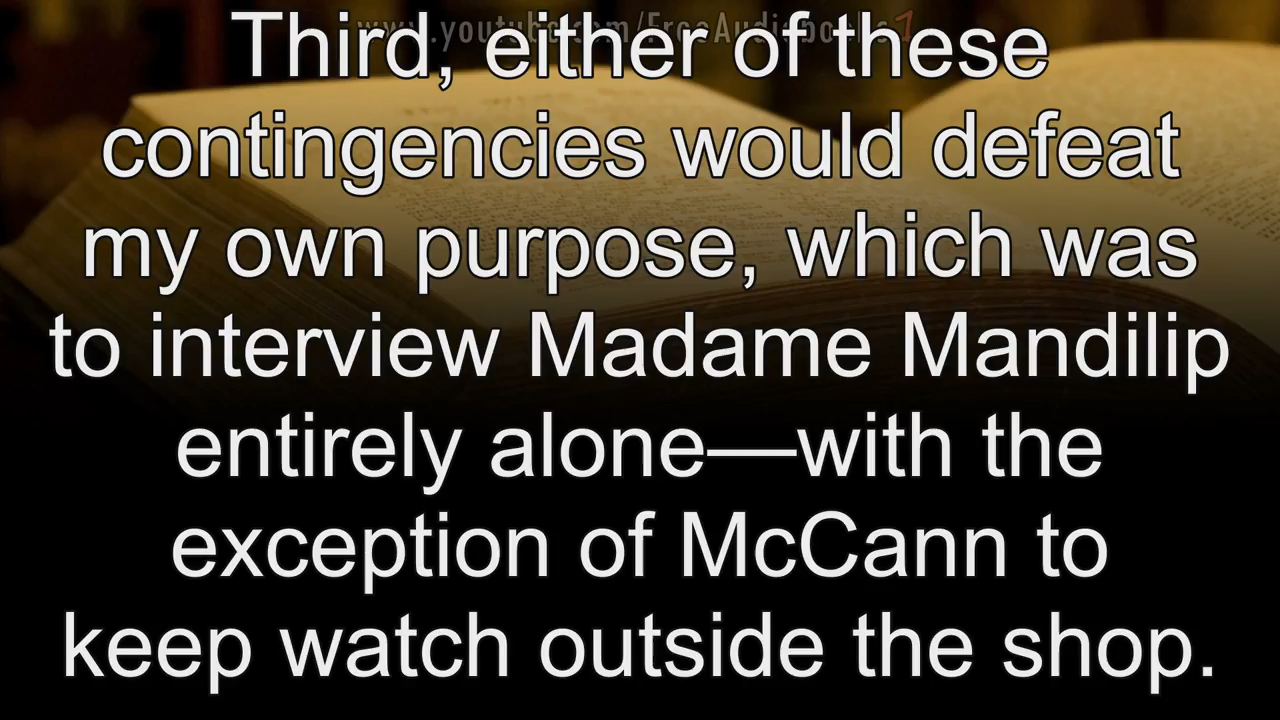 www.youtube.com/FreeAudiobooks7
Third, either of these
contingencies would defeat
my own purpose, which was
to interview Madame Mandilip
entirely alone—with the
exception of McCann to
keep watch outside the shop.